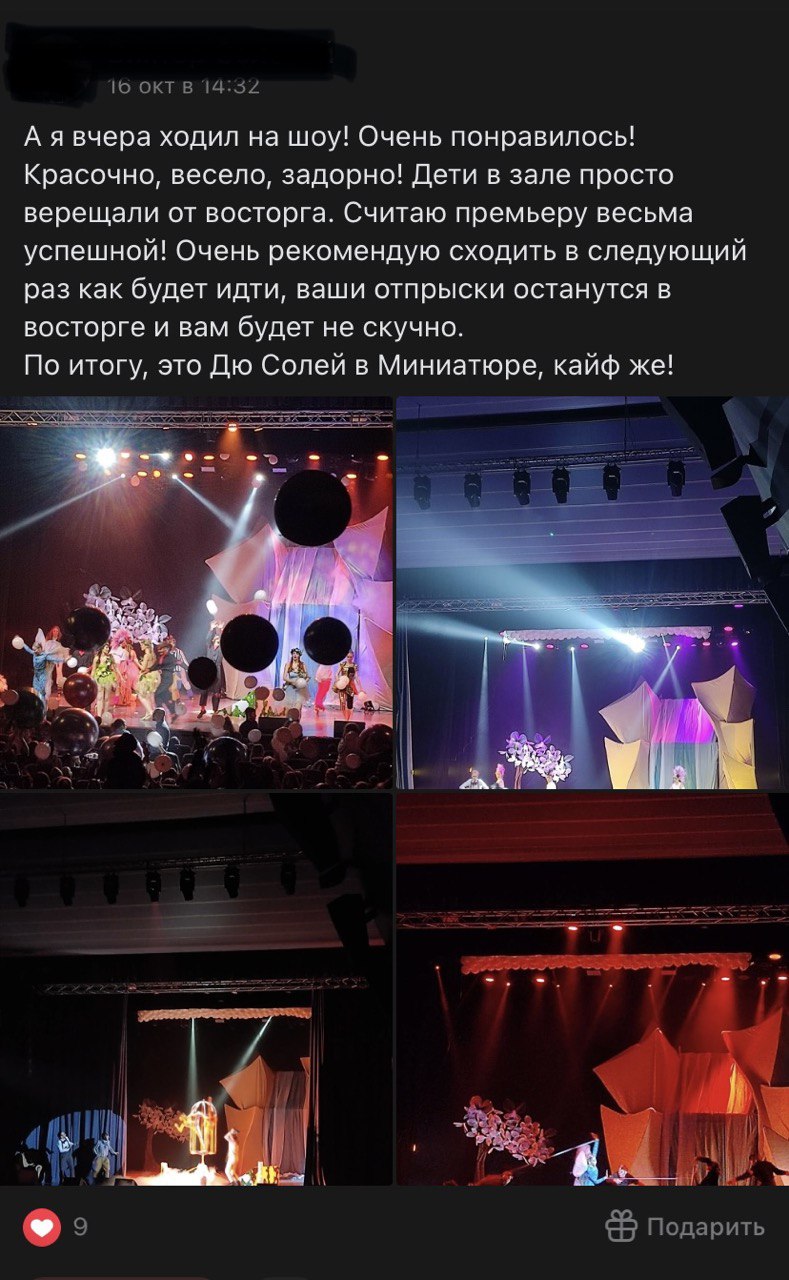 16 окт в 14:32
А я вчера ходил на шоу! Очень понравилось!
Красочно, весело, задорно! Дети в зале просто
верещали от восторга. Считаю премьеру весьма
успешной! Очень рекомендую сходить в следующий
раз как будет идти, ваши отпрыски останутся в
восторге и вам будет не скучно.
По итогу, это Дю Солей в Миниатюре, кайф же!
9
Подарить